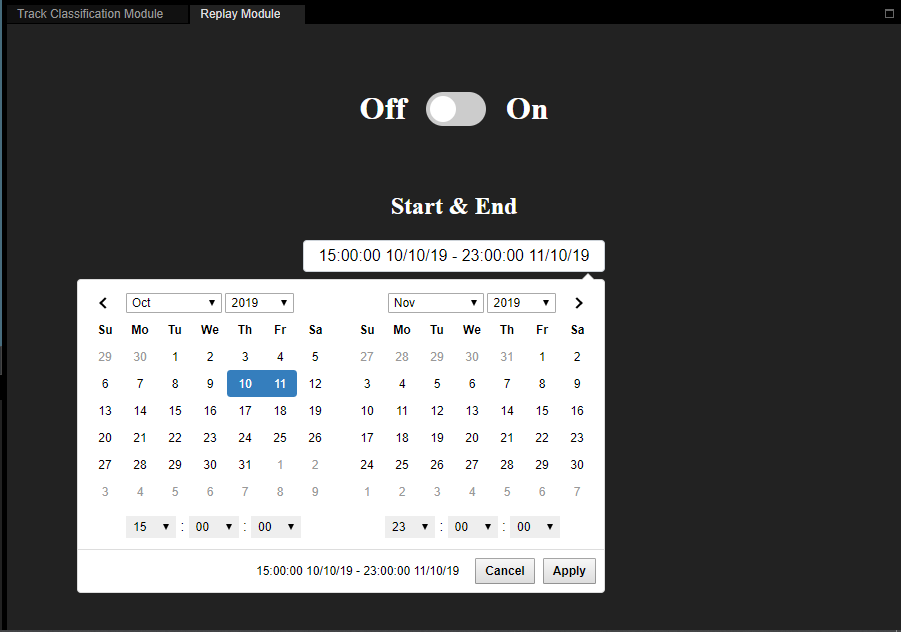 Track Classification Module Replay Module
Off On
Start & End
15:00:00 10/10/19 - 23:00:00 11/10/19
Oct 2019 Nov 2019
Su Mo Tu We Th Fr Sa Su Mo Tu We Th Fr Sa
29 30 1 2 3 4 5 27 28 29 30 31 1 2
6 7 8 9 10 11 12 3 4 5 6 7 8 9
13 14 15 16 17 18 19 10 11 12 13 14 15 16
20 21 22 23 24 25 26 17 18 19 20 21 22 23
27 28 29 30 31 1 2 24 25 26 27 28 29 30
3 4 5 6 7 8 9 1 2 3 4 5 6 7
15 : 00 : 00 23 : 00 : 00
15:00:00 10/10/19 - 23:00:00 11/10/19 Cancel Apply